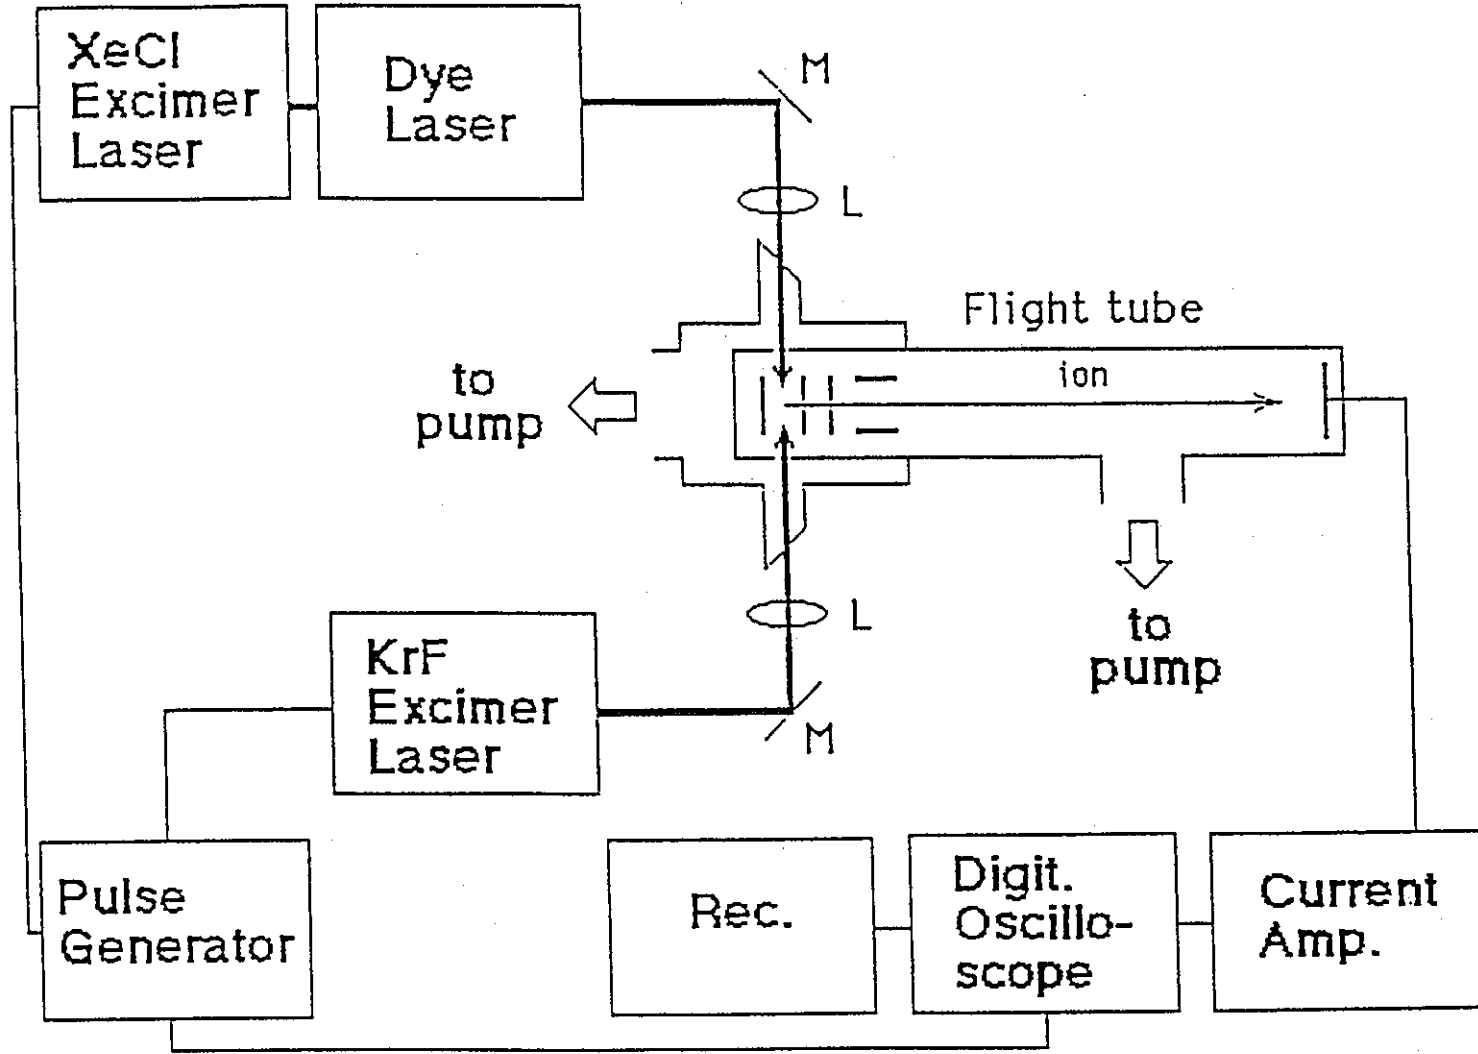 XeCl
Excimer
Laser
Dye
Laser
M
L
Flight tube
ion
to
pump
L
to
pump
KrF
Excimer
Laser
M
Pulse
Generator
Rec.
Digit.
Oscillo-
scope
Current
Amp.